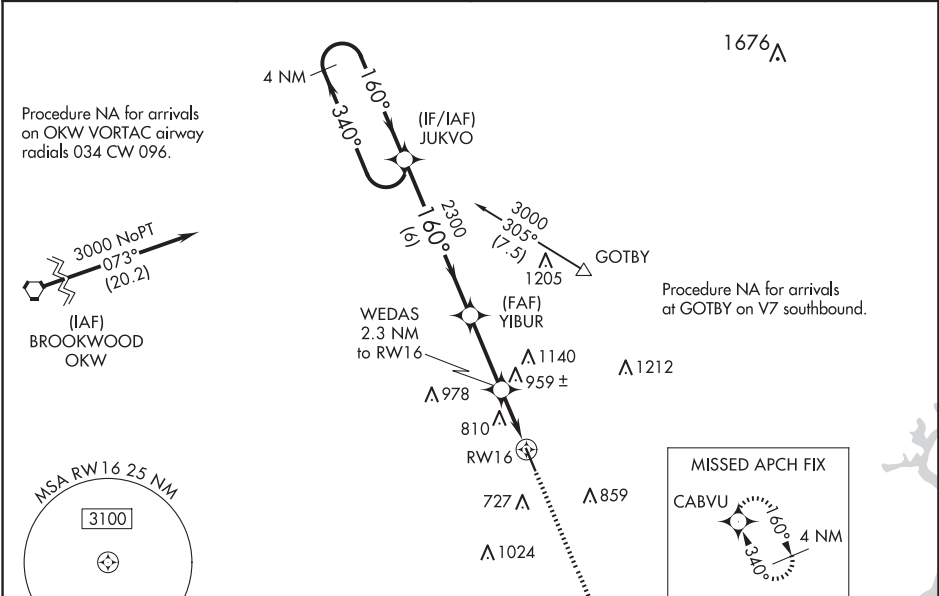 1676
4 NM
160°
340°
Procedure NA for arrivals
on OKW VORTAC airway
radials 034 CW 096.
(IF/IAF)
JUKVO
2300
160°
(6)
3000
305°
(7.5)
GOTBY
1205
3000 NoPT
073°
(20.2)
(IAF)
BROOKWOOD
OKW
Procedure NA for arrivals
at GOTBY on V7 southbound.
(FAF)
YIBUR
WEDAS
2.3 NM
to RW16
1140
959 ±
1212
978
810
RW16
MSA RW16 25 NM
3100
727
859
1024
MISSED APCH FIX
CABVU
160°
4 NM
340°